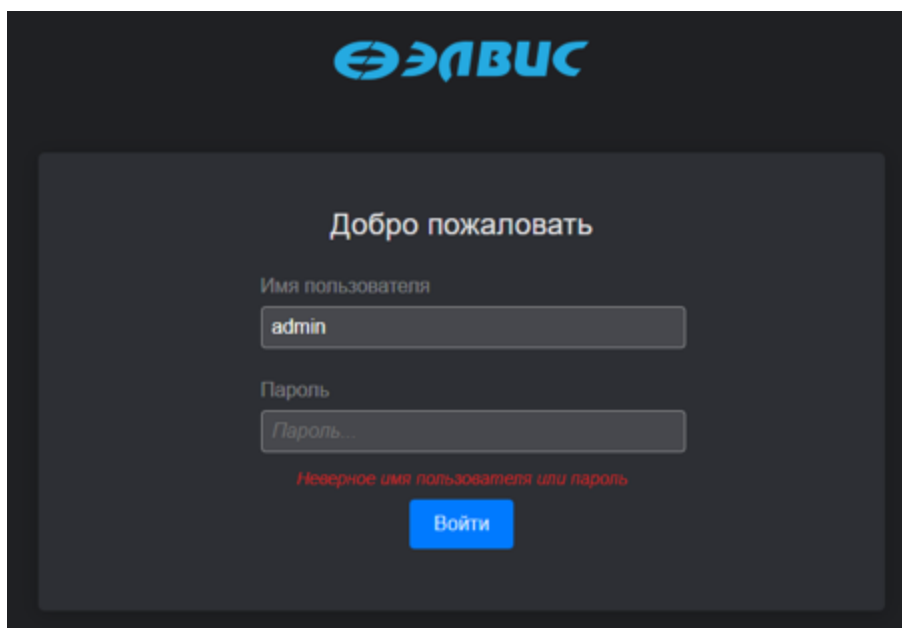 ЭЛВИС
Добро пожаловать
Имя пользователя
admin
Пароль
Пароль...
Неверное имя пользователя или пароль
Войти